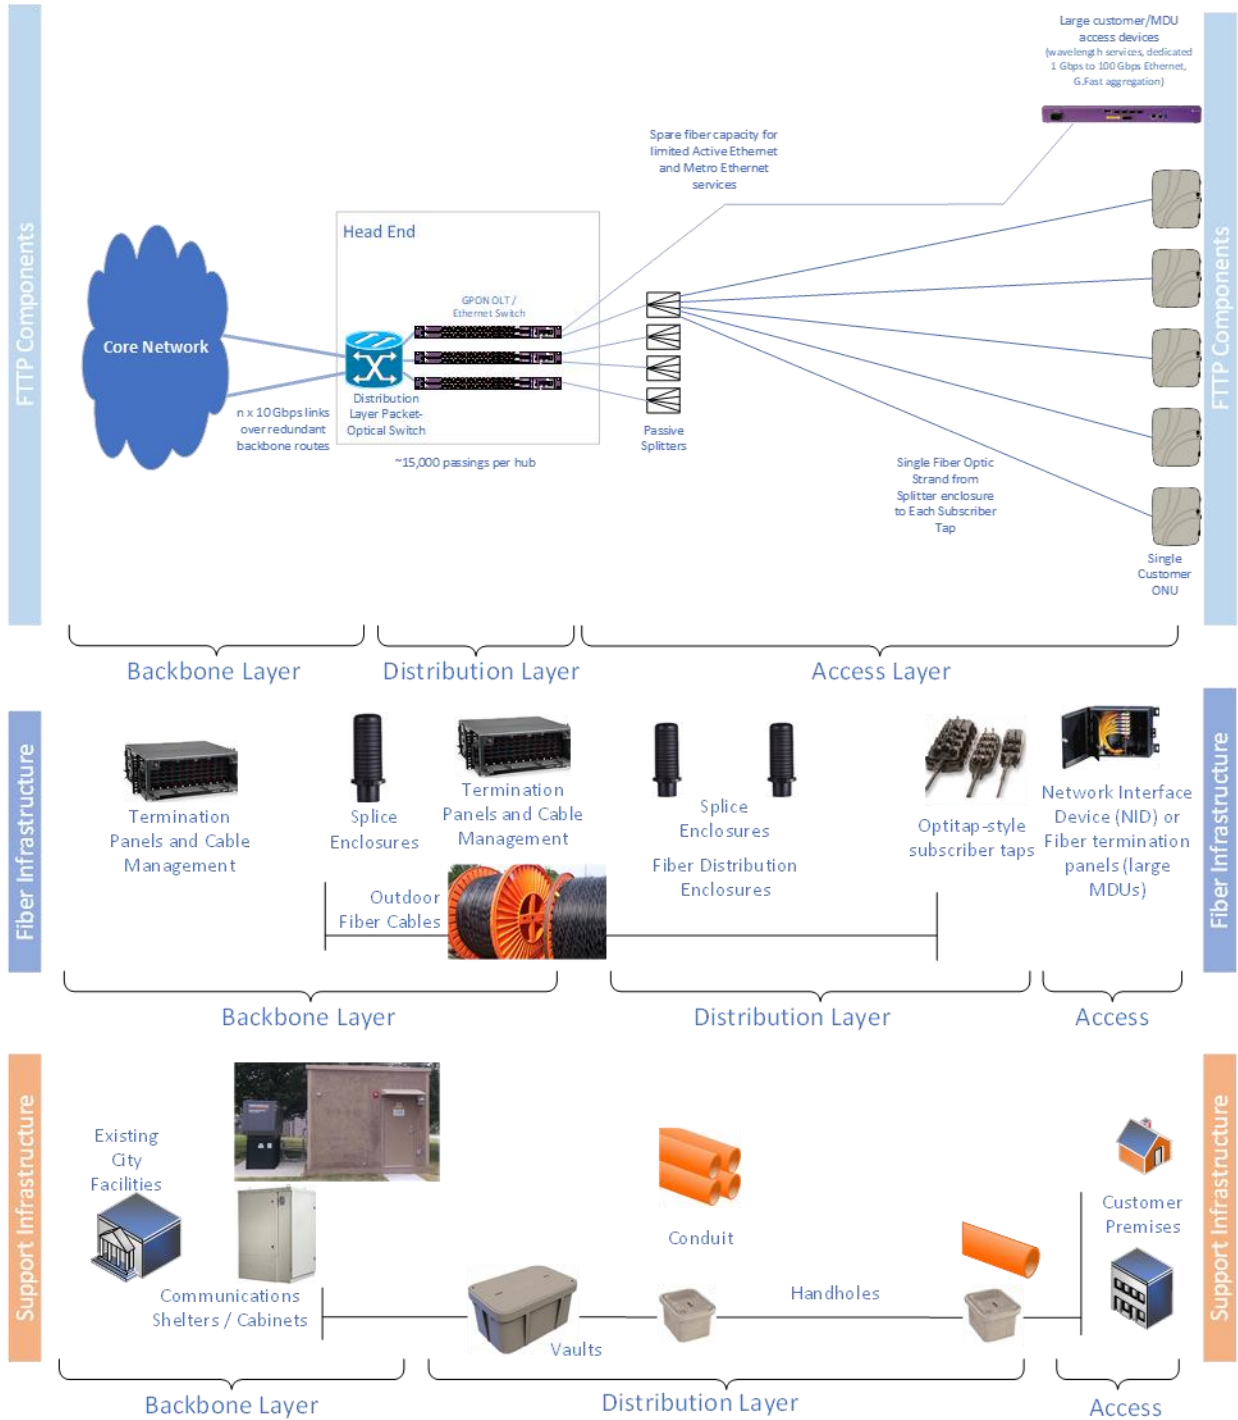 Large customer/MDU
access devices
(wavelength services, dedicated
1 Gbps to 100 Gbps Ethernet,
G.Fast aggregation)
Spare fiber capacity for
limited Active Ethernet
and Metro Ethernet
services
FTTP Components
FTTP Components
Head End
GPON OLT /
Ethernet Switch
Core Network
n x 10 Gbps links
over redundant
backbone routes
Distribution
Layer Packet-
Optical Switch
~15,000 passings per hub
Passive
Splitters
Single Fiber Optic
Strand from
Splitter enclosure
to Each Subscriber
Tap
Single
Customer
ONU
Backbone Layer
Distribution Layer
Access Layer
Fiber Infrastructure
Fiber Infrastructure
Termination
Panels and Cable
Management
Splice
Enclosures
Termination
Panels and Cable
Management
Splice
Enclosures
Fiber Distribution
Enclosures
Optitap-style
subscriber taps
Network Interface
Device (NID) or
Fiber termination
panels (large
MDUs)
Outdoor
Fiber Cables
Backbone Layer
Distribution Layer
Access
Support Infrastructure
Support Infrastructure
Existing
City
Facilities
Communications
Shelters / Cabinets
Vaults
Conduit
Handholes
Customer
Premises
Backbone Layer
Distribution Layer
Access